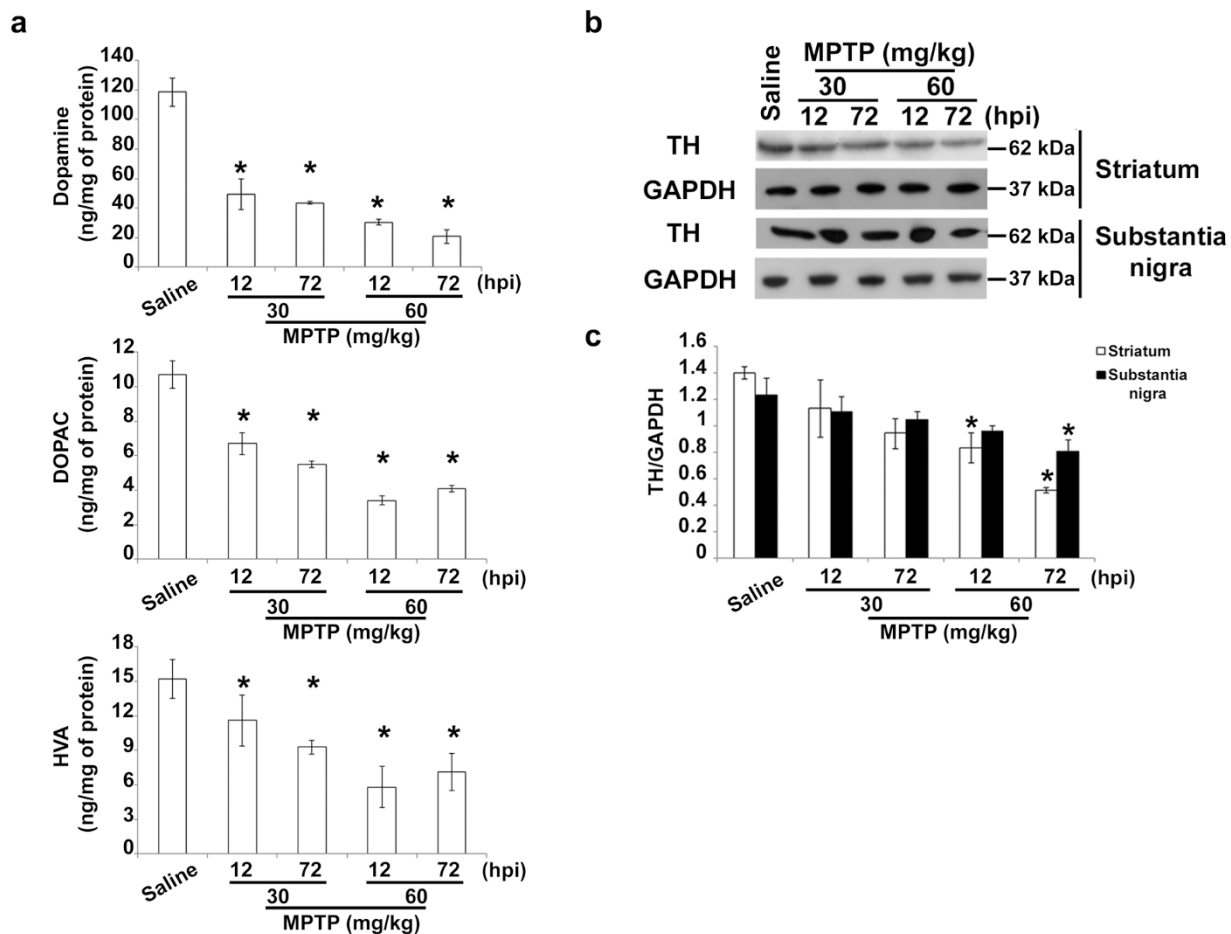 a
Dopamine
(ng/mg of protein)
140
120
100
80
60
40
20
0
* * * *
Saline 12 72 12 72 (hpi)
30 60
MPTP (mg/kg)
DOPAC
(ng/mg of protein)
12
10
8
6
4
2
0
* * * *
Saline 12 72 12 72 (hpi)
30 60
MPTP (mg/kg)
HVA
(ng/mg of protein)
18
15
12
9
6
3
0
* * * *
Saline 12 72 12 72 (hpi)
30 60
MPTP (mg/kg)
b
Saline
MPTP (mg/kg)
30 60
12 72 12 72 (hpi)
TH 62 kDa
GAPDH 37 kDa
Striatum
TH 62 kDa
GAPDH 37 kDa
Substantia
nigra
c
TH/GAPDH
1.6
1.4
1.2
1
0.8
0.6
0.4
0.2
0
Striatum
Substantia
nigra
* * *
Saline 12 72 12 72 (hpi)
30 60
MPTP (mg/kg)